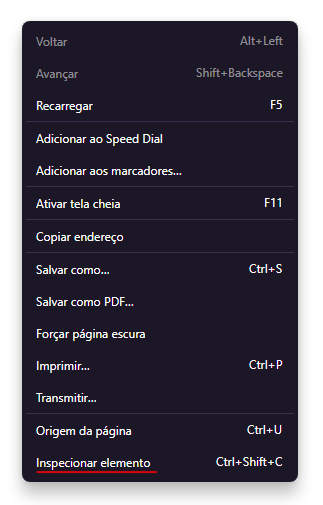 Voltar Alt+Left
Avançar Shift+Backspace
Recarregar F5
Adicionar ao Speed Dial
Adicionar aos marcadores...
Ativar tela cheia F11
Copiar endereço
Salvar como... Ctrl+S
Salvar como PDF...
Forçar página escura
Imprimir... Ctrl+P
Transmitir...
Origem da página Ctrl+U
Inspecionar elemento Ctrl+Shift+C